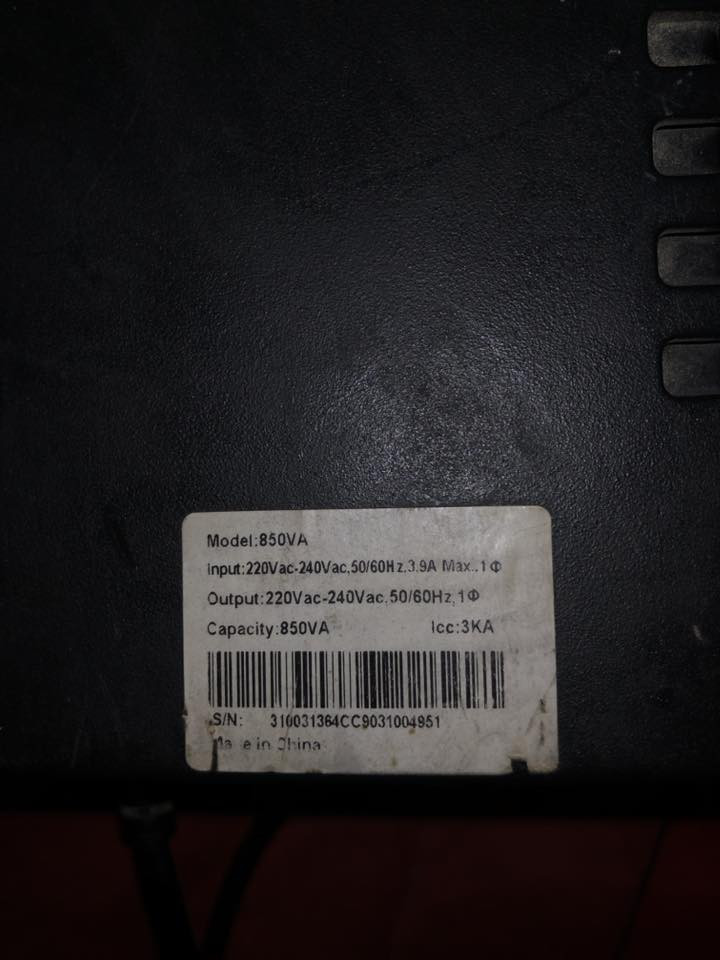 Model:850VA
Input:220Vac-240Vac,50/60Hz,3.9A Max.,1Φ
Output:220Vac-240Vac,50/60Hz,1Φ
Capacity:850VA Icc:3KA
S/N: 310031364CC9031004951
Made in China